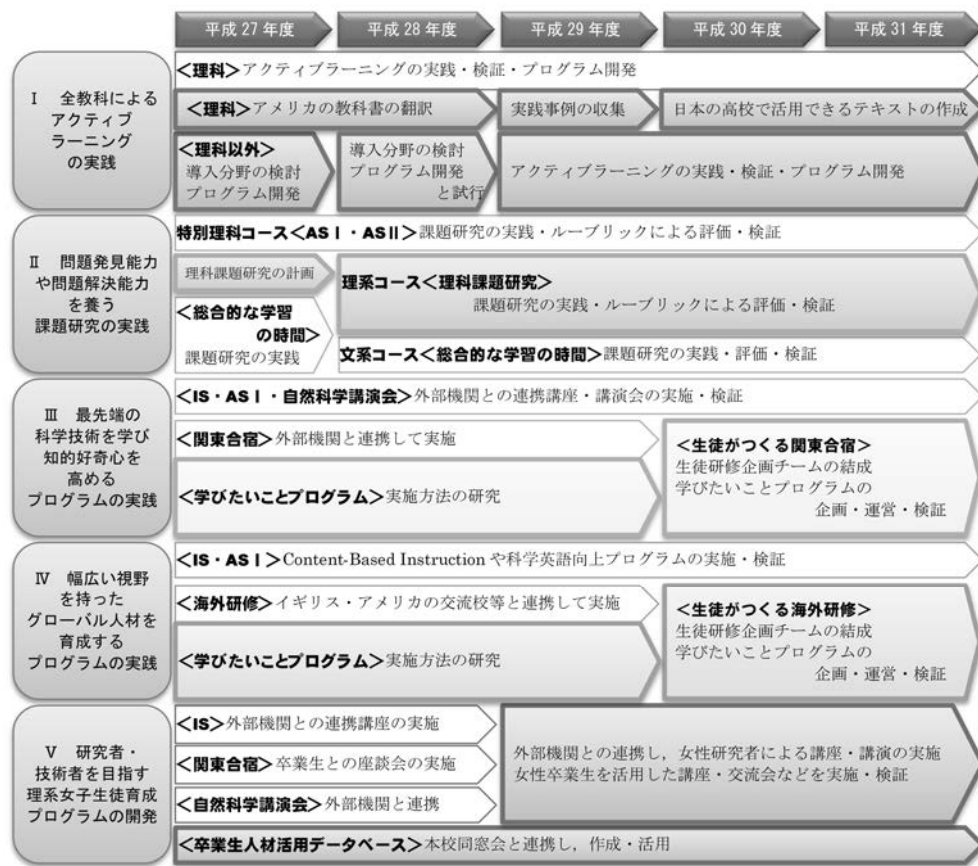 平成 27 年度
平成 28 年度
平成 29 年度
平成 30 年度
平成 31 年度
Ⅰ 全教科による
アクティブ
ラーニング
の実践
<理科>アクティブラーニングの実践・検証・プログラム開発
<理科>アメリカの教科書の翻訳
実践事例の収集
日本の高校で活用できるテキストの作成
<理科以外>
導入分野の検討
プログラム開発
導入分野の検討
プログラム開発
と試行
アクティブラーニングの実践・検証・プログラム開発
Ⅱ 問題発見能力
や問題解決能力
を養う
課題研究の実践
特別理科コース<ASⅠ・ASⅡ>課題研究の実践・ルーブリックによる評価・検証
理科課題研究の計画
理系コース<理科課題研究>
課題研究の実践・ルーブリックによる評価・検証
<総合的な学習
の時間>
課題研究の実践
文系コース<総合的な学習の時間>課題研究の実践・評価・検証
Ⅲ 最先端の
科学技術を学び
知的好奇心を
高める
プログラムの実践
<IS・ASⅠ・自然科学講演会>外部機関との連携講座・講演会の実施・検証
<関東合宿>外部機関と連携して実施
<学びたいことプログラム>実施方法の研究
<生徒がつくる関東合宿>
生徒研修企画チームの結成
学びたいことプログラムの
企画・運営・検証
Ⅳ 幅広い視野
を持った
グローバル人材を
育成する
プログラムの実践
<IS・ASⅠ>Content-Based Instruction や科学英語向上プログラムの実施・検証
<海外研修>イギリス・アメリカの交流校等と連携して実施
<学びたいことプログラム>実施方法の研究
<生徒がつくる海外研修>
生徒研修企画チームの結成
学びたいことプログラムの
企画・運営・検証
Ⅴ 研究者・
技術者を目指す
理系女子生徒育成
プログラムの開発
<IS>外部機関との連携講座の実施
<関東合宿>卒業生との座談会の実施
<自然科学講演会>外部機関と連携
外部機関との連携し，女性研究者による講座・講演の実施
女性卒業生を活用した講座・交流会などを実施・検証
<卒業生人材活用データベース>本校同窓会と連携し，作成・活用